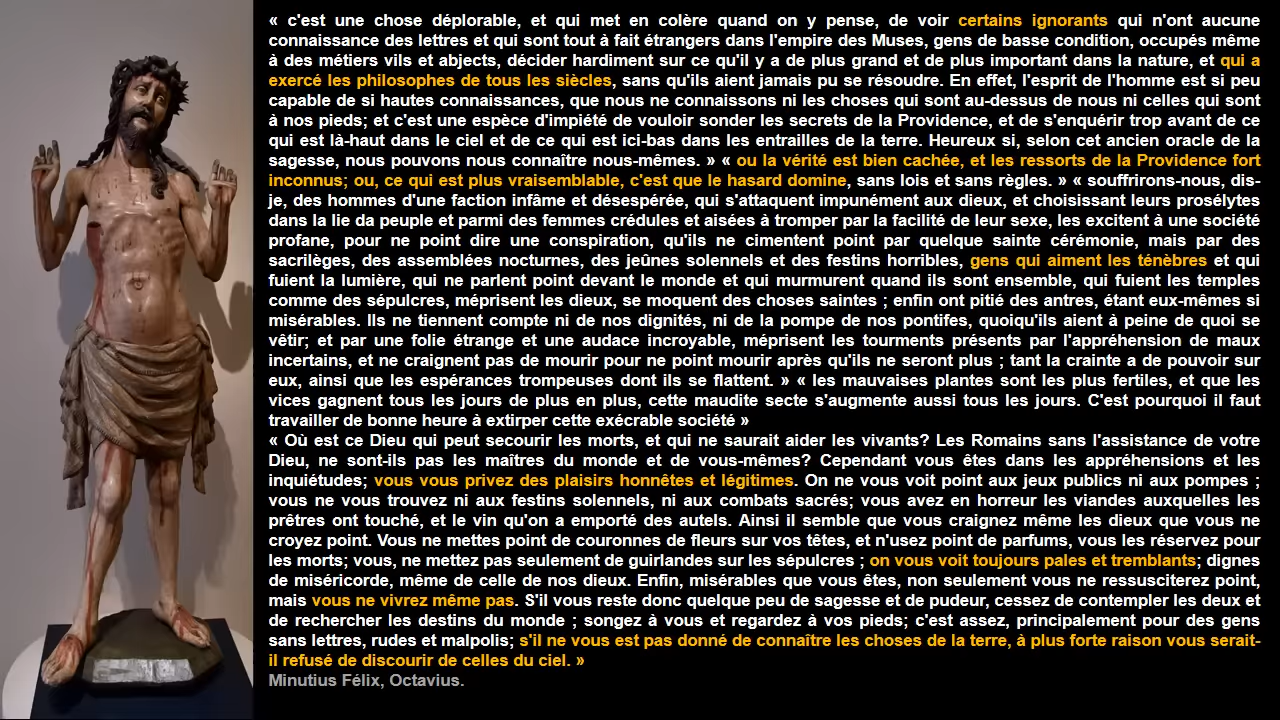 « c'est une chose déplorable, et qui met en colère quand on y pense, de voir certains ignorants qui n'ont aucune
connaissance des lettres et qui sont tout à fait étrangers dans l'empire des Muses, gens de basse condition, occupés même
à des métiers vils et abjects, décider hardiment sur ce qu'il y a de plus grand et de plus important dans la nature, et qui a
exercé les philosophes de tous les siècles, sans qu'ils aient jamais pu se résoudre. En effet, l'esprit de l'homme est si peu
capable de si hautes connaissances, que nous ne connaissons ni les choses qui sont au-dessus de nous ni celles qui sont
à nos pieds; et c'est une espèce d'impiété de vouloir sonder les secrets de la Providence, et de s'enquérir trop avant de ce
qui est là-haut dans le ciel et de ce qui est ici-bas dans les entrailles de la terre. Heureux si, selon cet ancien oracle de la
sagesse, nous pouvons nous connaître nous-mêmes. » « ou la vérité est bien cachée, et les ressorts de la Providence fort
inconnus; ou, ce qui est plus vraisemblable, c'est que le hasard domine, sans lois et sans règles. » « souffrirons-nous, dis-
je, des hommes d'une faction infâme et désespérée, qui s'attaquent impunément aux dieux, et choisissant leurs prosélytes
dans la lie da peuple et parmi des femmes crédules et aisées à tromper par la facilité de leur sexe, les excitent à une société
profane, pour ne point dire une conspiration, qu'ils ne cimentent point par quelque sainte cérémonie, mais par des
sacrilèges, des assemblées nocturnes, des jeûnes solennels et des festins horribles, gens qui aiment les ténèbres et qui
fuient la lumière, qui ne parlent point devant le monde et qui murmurent quand ils sont ensemble, qui fuient les temples
comme des sépulcres, méprisent les dieux, se moquent des choses saintes ; enfin ont pitié des antres, étant eux-mêmes si
misérables. Ils ne tiennent compte ni de nos dignités, ni de la pompe de nos pontifes, quoiqu'ils aient à peine de quoi se
vêtir; et par une folie étrange et une audace incroyable, méprisent les tourments présents par l'appréhension de maux
incertains, et ne craignent pas de mourir pour ne point mourir après qu'ils ne seront plus ; tant la crainte a de pouvoir sur
eux, ainsi que les espérances trompeuses dont ils se flattent. » « les mauvaises plantes sont les plus fertiles, et que les
vices gagnent tous les jours de plus en plus, cette maudite secte s'augmente aussi tous les jours. C'est pourquoi il faut
travailler de bonne heure à extirper cette exécrable société »
« Où est ce Dieu qui peut secourir les morts, et qui ne saurait aider les vivants? Les Romains sans l'assistance de votre
Dieu, ne sont-ils pas les maîtres du monde et de vous-mêmes? Cependant vous êtes dans les appréhensions et les
inquiétudes; vous vous privez des plaisirs honnêtes et légitimes. On ne vous voit point aux jeux publics ni aux pompes ;
vous ne vous trouvez ni aux festins solennels, ni aux combats sacrés; vous avez en horreur les viandes auxquelles les
prêtres ont touché, et le vin qu'on a emporté des autels. Ainsi il semble que vous craignez même les dieux que vous ne
croyez point. Vous ne mettes point de couronnes de fleurs sur vos têtes, et n'usez point de parfums, vous les réservez pour
les morts; vous, ne mettez pas seulement de guirlandes sur les sépulcres ; on vous voit toujours pales et tremblants; dignes
de miséricorde, même de celle de nos dieux. Enfin, misérables que vous êtes, non seulement vous ne ressusciterez point,
mais vous ne vivrez même pas. S'il vous reste donc quelque peu de sagesse et de pudeur, cessez de contempler les deux et
de rechercher les destins du monde ; songez à vous et regardez à vos pieds; c'est assez, principalement pour des gens
sans lettres, rudes et malpolis; s'il ne vous est pas donné de connaître les choses de la terre, à plus forte raison vous serait-
il refusé de discourir de celles du ciel. »
Minutius Félix, Octavius.